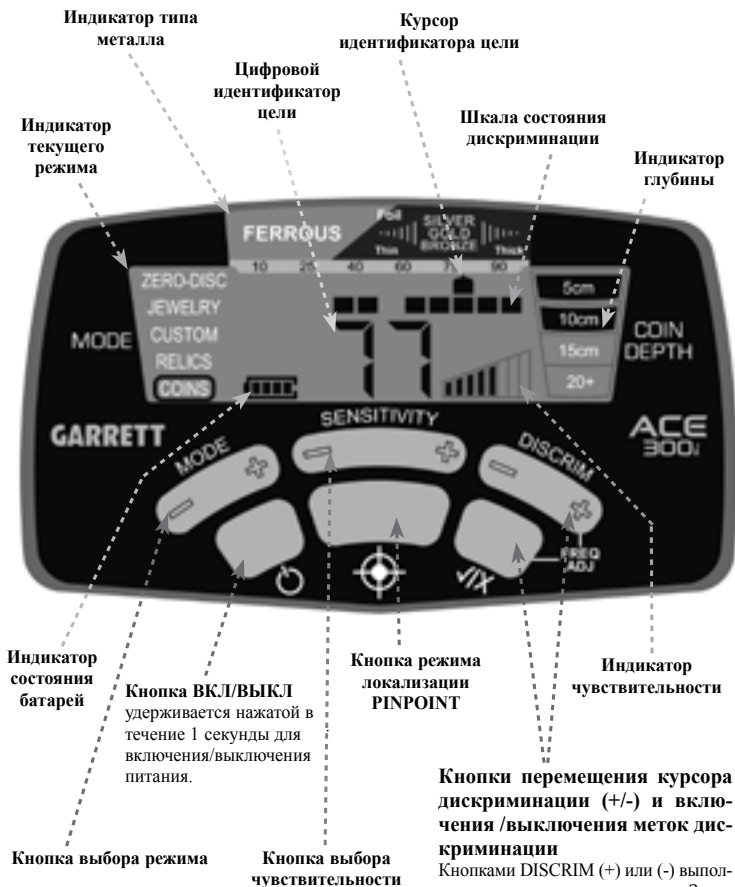 Индикатор типа
металла
Курсор
идентификатора цели
Цифровой
идентификатор
цели
Шкала состояния
дискриминации
Индикатор
текущего
режима
Индикатор
глубины
FERROUS
Foil
SILVER
GOLD
BRONZE
Thin
Thick
10 25 40 60 75 90
ZERO-DISC
JEWELRY
CUSTOM
RELICS
COINS
MODE
77
5cm
10cm
15cm
20+
COIN
DEPTH
GARRETT
ACE
300i
MODE
SENSITIVITY
DISCRIM
FREQ
ADJ
√/X
Индикатор
состояния
батарей
Кнопка ВКЛ/ВЫКЛ
удерживается нажатой в
течение 1 секунды для
включения/выключения
питания.
Кнопка режима
локализации
PINPOINT
Индикатор
чувствительности
Кнопка выбора режима
Кнопка выбора
чувствительности
Кнопки перемещения курсора
дискриминации (+/-) и вклю-
чения /выключения меток дис-
криминации
Кнопками DISCRIM (+) или (-) выпол-